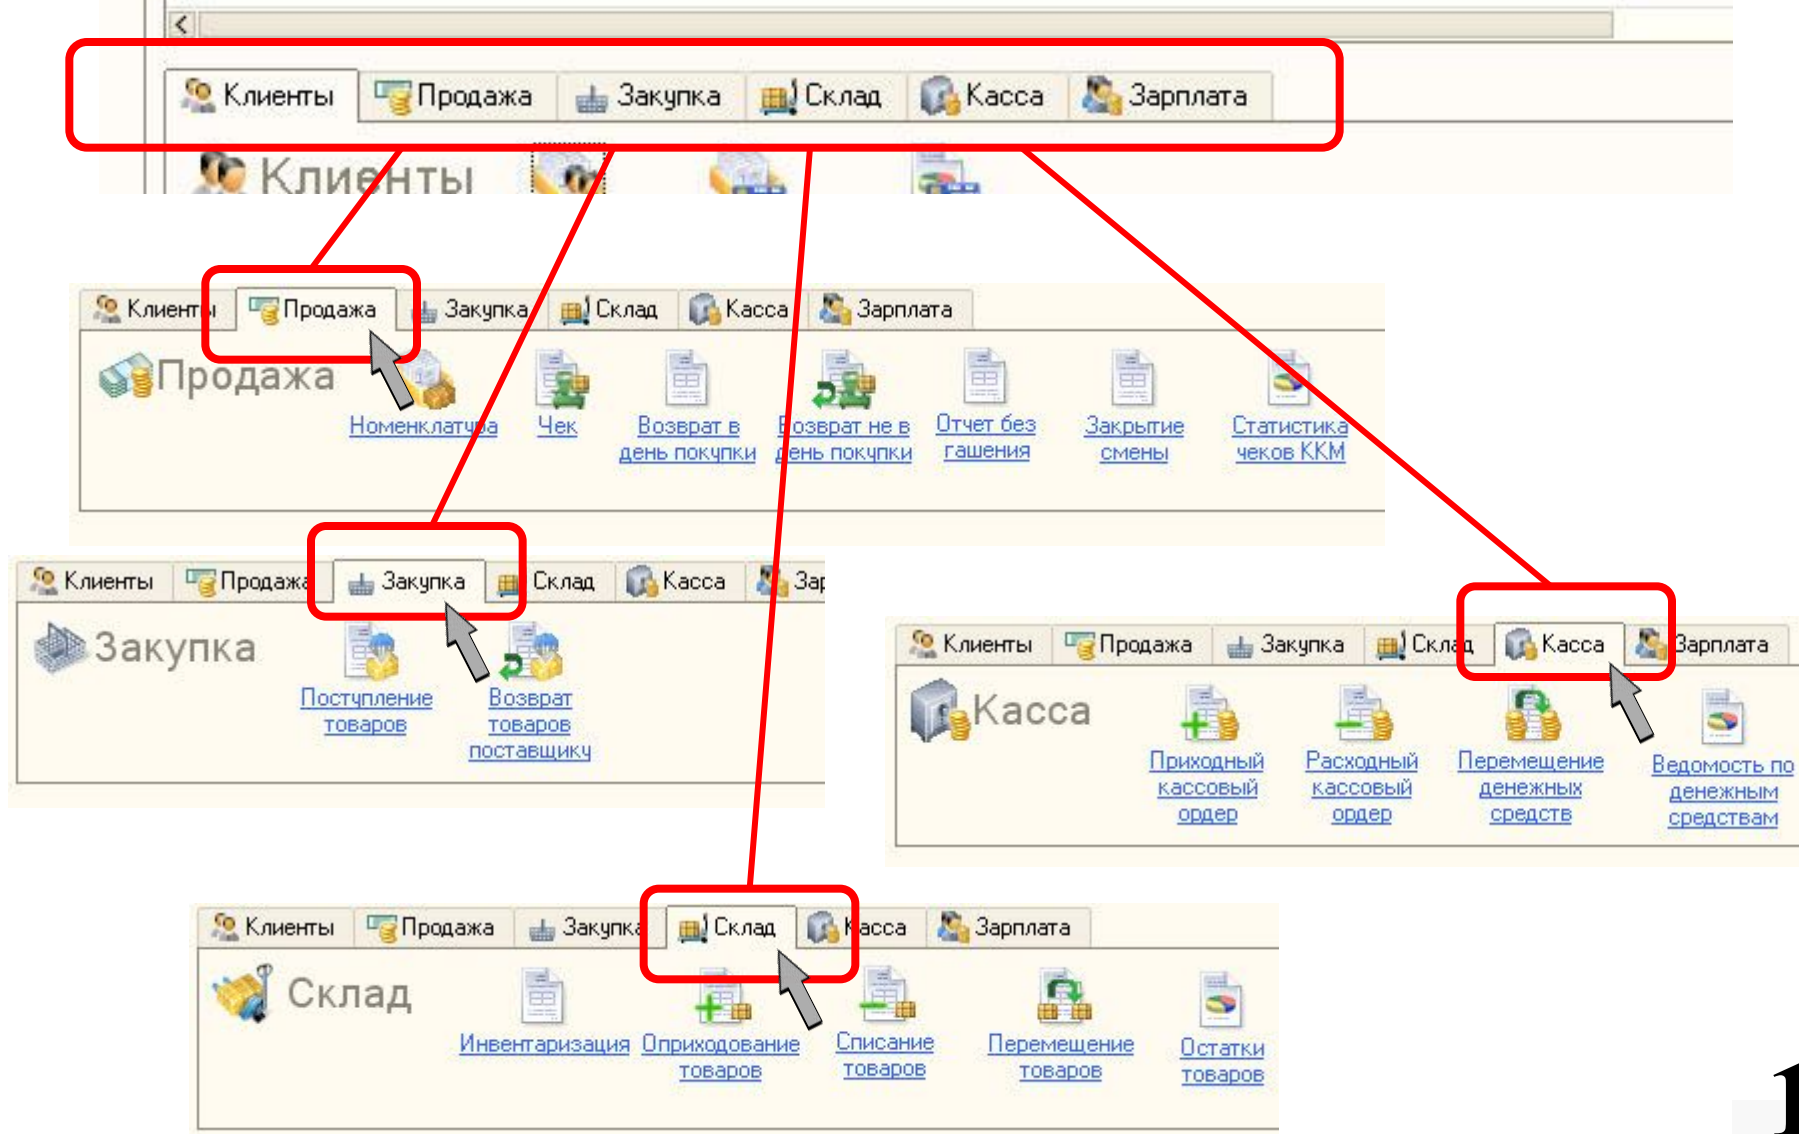 Клиенты Продажа Закупка Склад Касса Зарплата
Клиенты
Клиенты Продажа Закупка Склад Касса Зарплата
Продажа
Номенклатура Чек Возврат в день покупки Возврат не в день покупки Отчет без гашения Закрытие смены Статистика чеков ККМ
Клиенты Продажа Закупка Склад Касса Зар
Закупка
Поступление товаров Возврат товаров поставщику
Клиенты Продажа Закупка Склад Касса Зарплата
Касса
Приходный кассовый ордер Расходный кассовый ордер Перемещение денежных средств Ведомость по денежным средствам
Клиенты Продажа Закупка Склад Касса Зарплата
Склад
Инвентаризация Оприходование товаров Списание товаров Перемещение товаров Остатки товаров